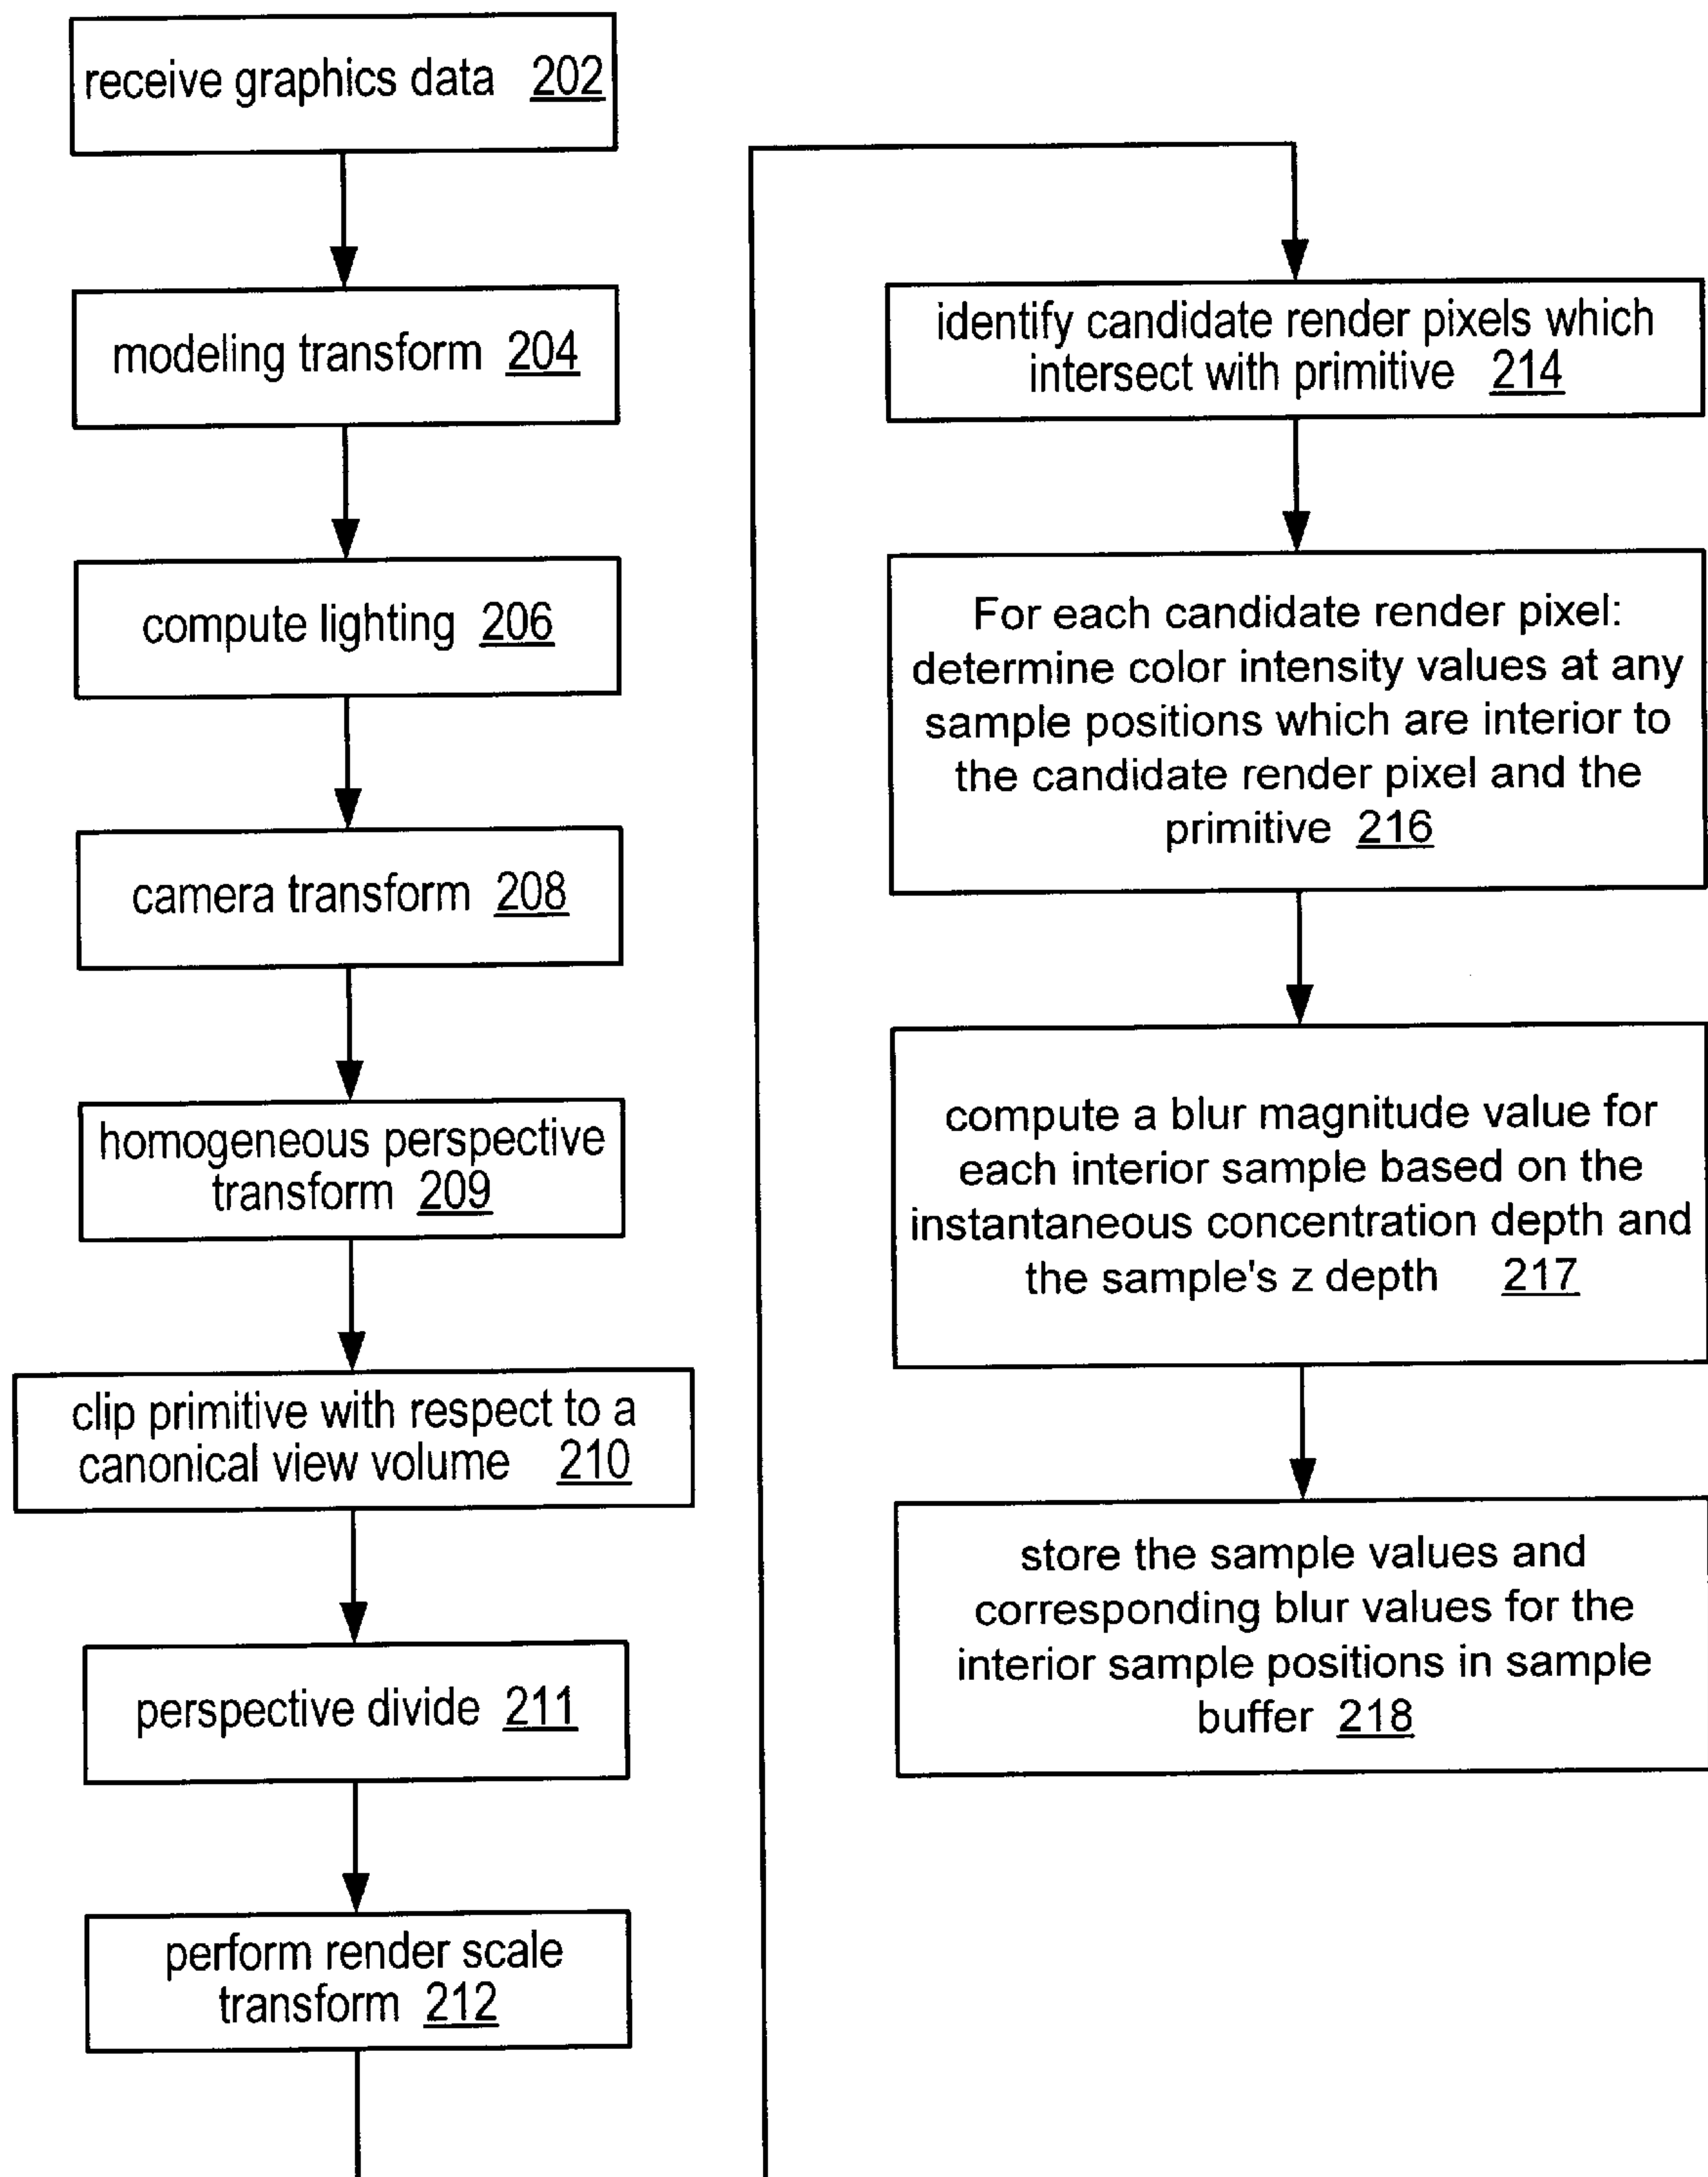 receive graphics data 202
modeling transform 204
compute lighting 206
camera transform 208
homogeneous perspective
transform 209
clip primitive with respect to a
canonical view volume 210
perspective divide 211
perform render scale
transform 212
identify candidate render pixels which
intersect with primitive 214
For each candidate render pixel:
determine color intensity values at any
sample positions which are interior to
the candidate render pixel and the
primitive 216
compute a blur magnitude value for
each interior sample based on the
instantaneous concentration depth and
the sample's z depth 217
store the sample values and
corresponding blur values for the
interior sample positions in sample
buffer 218